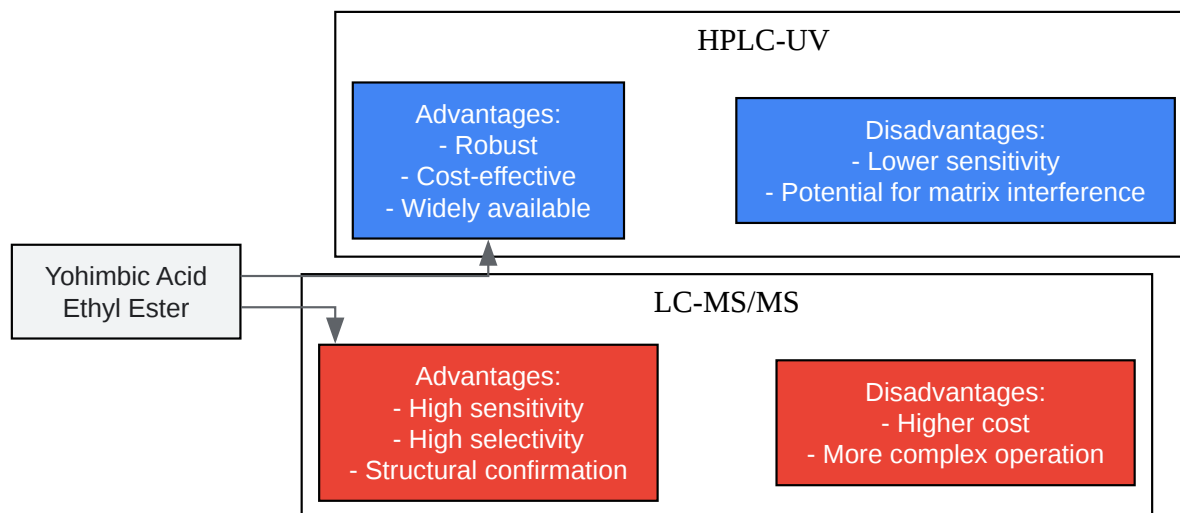 HPLC-UV
Advantages:
- Robust
- Cost-effective
- Widely available
Disadvantages:
- Lower sensitivity
- Potential for matrix interference
Yohimbic Acid
Ethyl Ester
LC-MS/MS
Advantages:
- High sensitivity
- High selectivity
- Structural confirmation
Disadvantages:
- Higher cost
- More complex operation